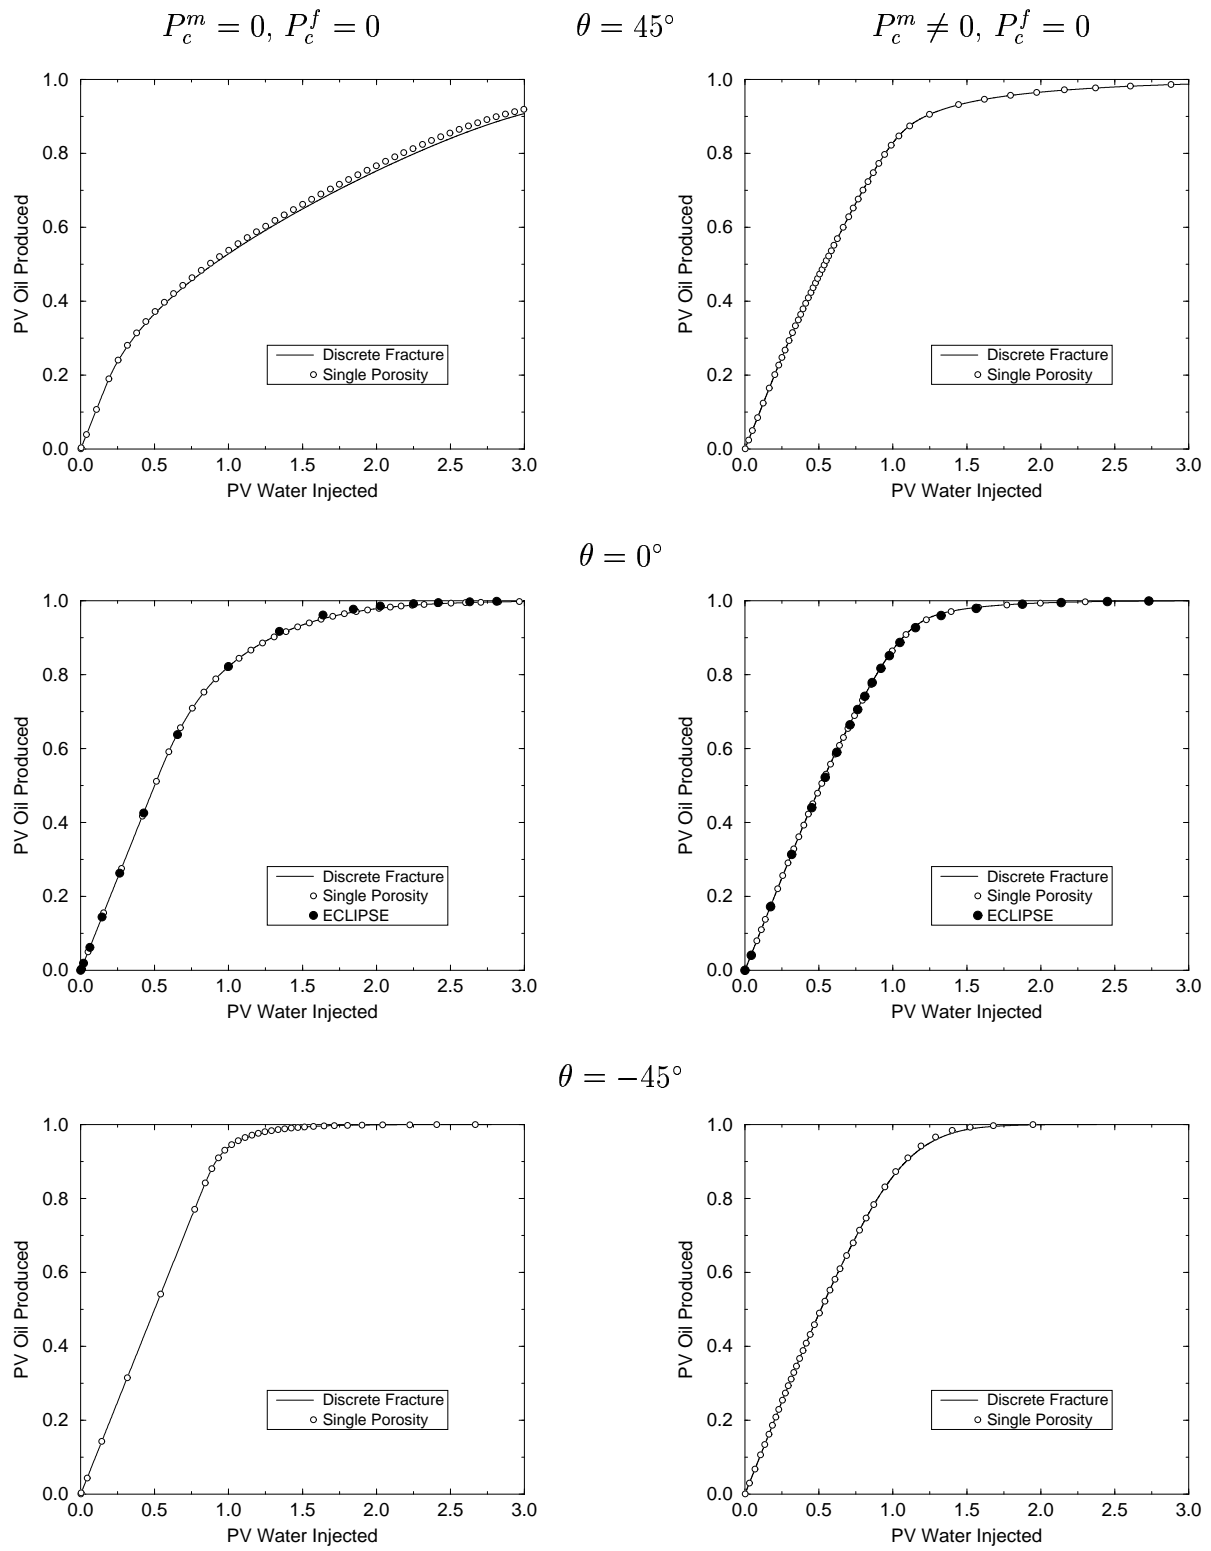 P_c^m = 0, P_c^f = 0
θ = 45°
P_c^m ≠ 0, P_c^f = 0
1.0
0.8
0.6
0.4
0.2
0.0
PV Oil Produced
Discrete Fracture
Single Porosity
0.0 0.5 1.0 1.5 2.0 2.5 3.0
PV Water Injected
1.0
0.8
0.6
0.4
0.2
0.0
PV Oil Produced
Discrete Fracture
Single Porosity
0.0 0.5 1.0 1.5 2.0 2.5 3.0
PV Water Injected
θ = 0°
1.0
0.8
0.6
0.4
0.2
0.0
PV Oil Produced
Discrete Fracture
Single Porosity
ECLIPSE
0.0 0.5 1.0 1.5 2.0 2.5 3.0
PV Water Injected
1.0
0.8
0.6
0.4
0.2
0.0
PV Oil Produced
Discrete Fracture
Single Porosity
ECLIPSE
0.0 0.5 1.0 1.5 2.0 2.5 3.0
PV Water Injected
θ = −45°
1.0
0.8
0.6
0.4
0.2
0.0
PV Oil Produced
Discrete Fracture
Single Porosity
0.0 0.5 1.0 1.5 2.0 2.5 3.0
PV Water Injected
1.0
0.8
0.6
0.4
0.2
0.0
PV Oil Produced
Discrete Fracture
Single Porosity
0.0 0.5 1.0 1.5 2.0 2.5 3.0
PV Water Injected